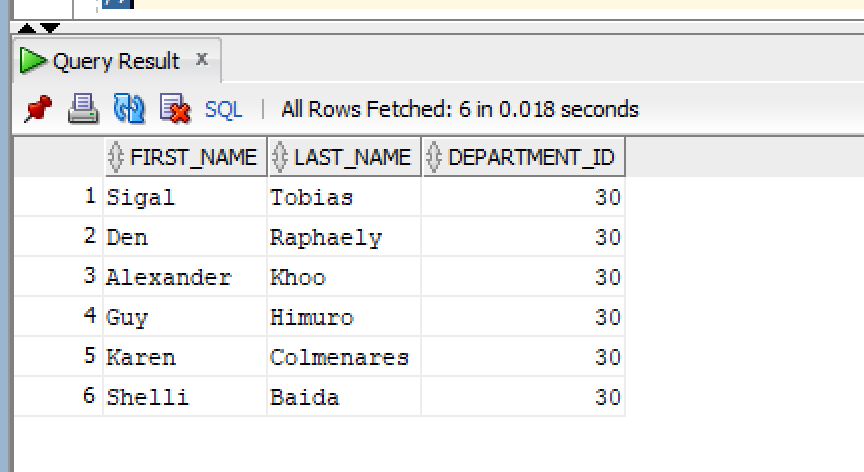 Query Result x
SQL | All Rows Fetched: 6 in 0.018 seconds
FIRST_NAME LAST_NAME DEPARTMENT_ID
1 Sigal Tobias 30
2 Den Raphaely 30
3 Alexander Khoo 30
4 Guy Himuro 30
5 Karen Colmenares 30
6 Shelli Baida 30